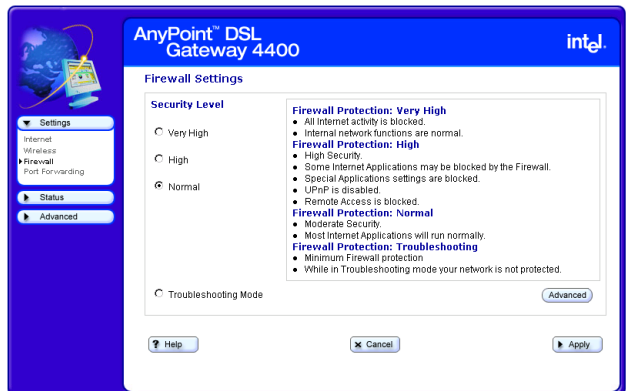 AnyPoint™ DSL
Gateway 4400
intel.
Firewall Settings
Settings
Internet
Wireless
Firewall
Port Forwarding
Status
Advanced
Security Level
Very High
High
Normal
Troubleshooting Mode
Firewall Protection: Very High
• All Internet activity is blocked.
• Internal network functions are normal.
Firewall Protection: High
• High Security.
• Some Internet Applications may be blocked by the Firewall.
• Special Applications settings are blocked.
• UPnP is disabled.
• Remote Access is blocked.
Firewall Protection: Normal
• Moderate Security.
• Most Internet Applications will run normally.
Firewall Protection: Troubleshooting
• Minimum Firewall protection
• While in Troubleshooting mode your network is not protected.
Advanced
? Help
x Cancel
Apply